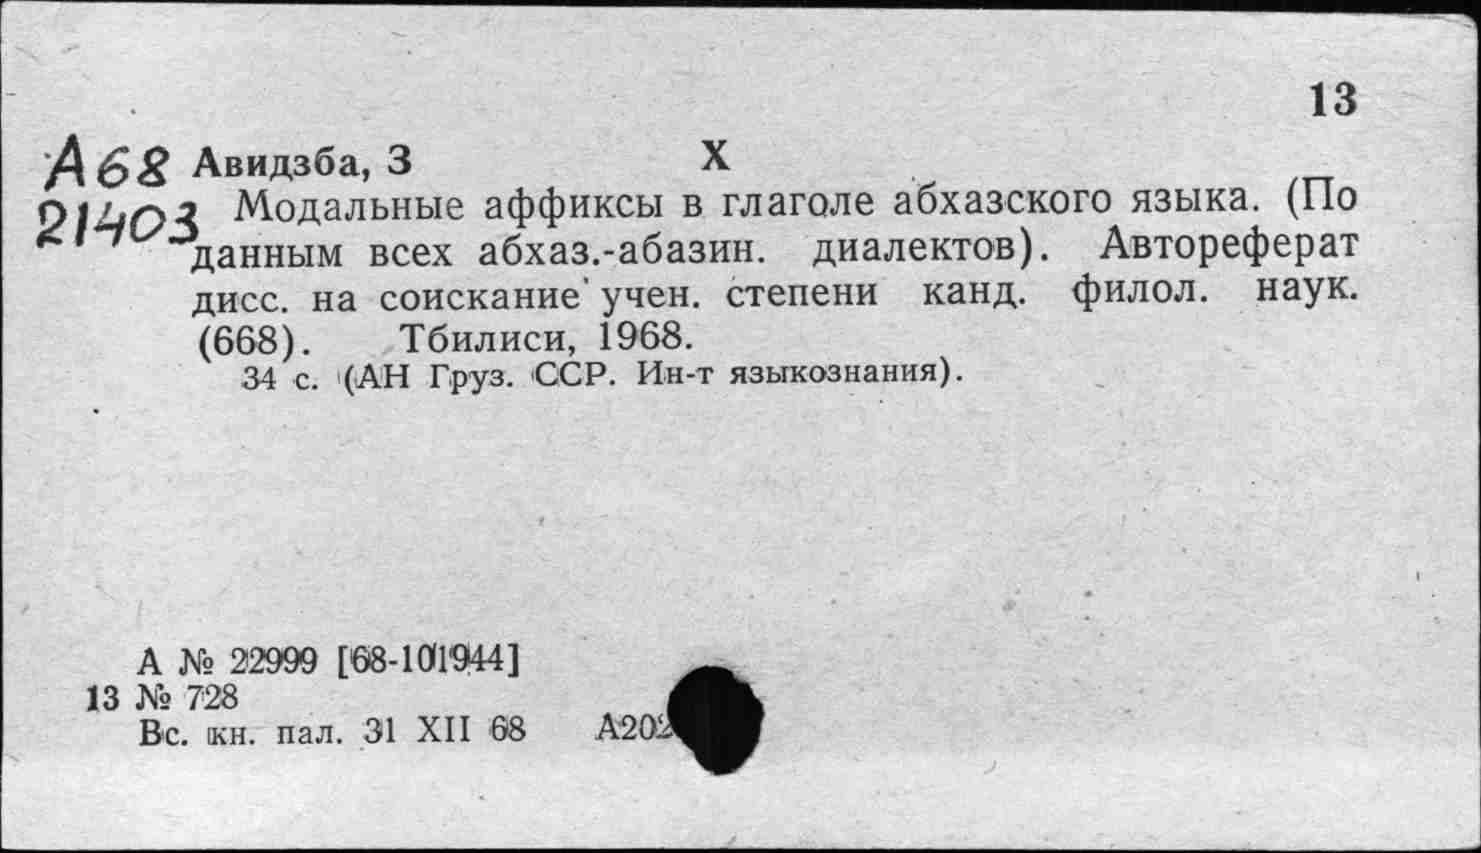 13
А68 Авидзба, З Х
21403 Модальные аффиксы в глаголе абхазского языка. (По
данным всех абхаз.-абазин. диалектов). Автореферат
дисс. на соискание учен. степени канд. филол. наук.
(668). Тбилиси, 1968.
34 с. (АН Груз. ССР. Ин-т языкознания).
А № 22999 [68-101944]
13 № 728
Вс. кн. пал. 31 XII 68